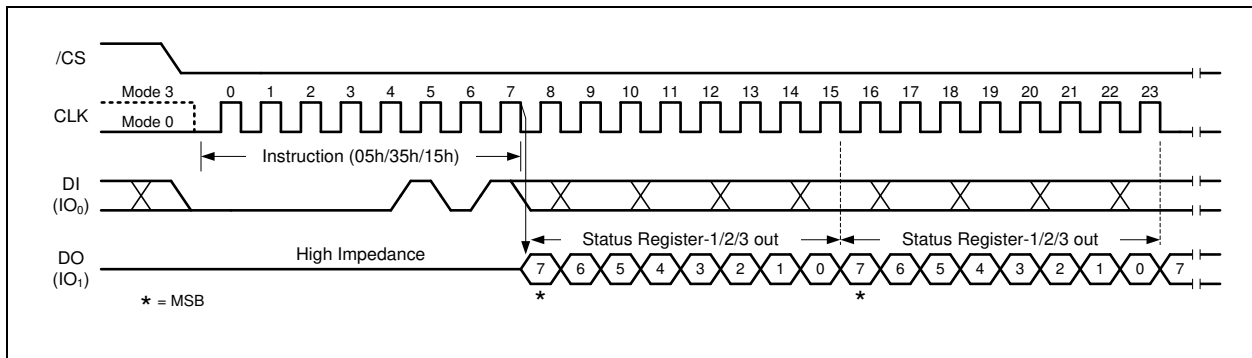 /CS
Mode 3 0 1 2 3 4 5 6 7 8 9 10 11 12 13 14 15 16 17 18 19 20 21 22 23
CLK
Mode 0
Instruction (05h/35h/15h)
DI
(IO₀)
Status Register-1/2/3 out Status Register-1/2/3 out
High Impedance
DO 7 6 5 4 3 2 1 0 7 6 5 4 3 2 1 0 7
(IO₁)
* = MSB * *